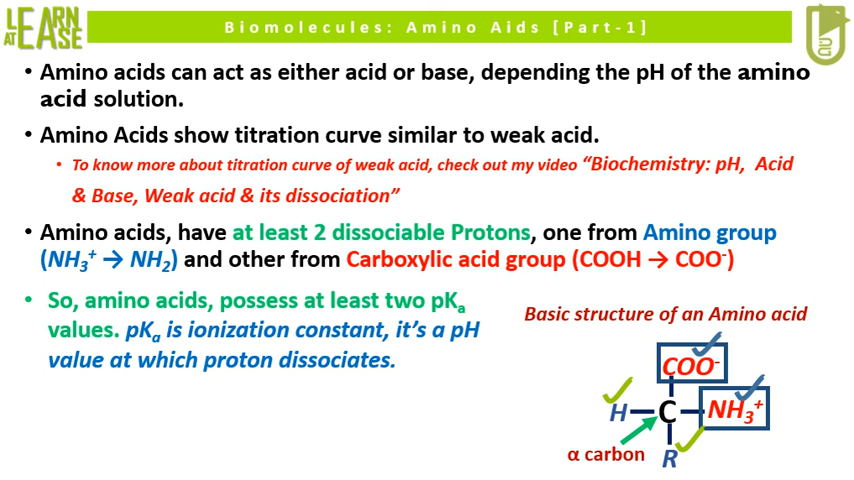 LEARN
AT EASE
Biomolecules: Amino Aids [Part-1]
• Amino acids can act as either acid or base, depending the pH of the amino
acid solution.
• Amino Acids show titration curve similar to weak acid.
• To know more about titration curve of weak acid, check out my video “Biochemistry: pH, Acid
& Base, Weak acid & its dissociation”
• Amino acids, have at least 2 dissociable Protons, one from Amino group
(NH₃⁺ → NH₂) and other from Carboxylic acid group (COOH → COO⁻)
• So, amino acids, possess at least two pKₐ
values. pKₐ is ionization constant, it’s a pH
value at which proton dissociates.
Basic structure of an Amino acid
COO⁻
H C NH₃⁺
α carbon
R